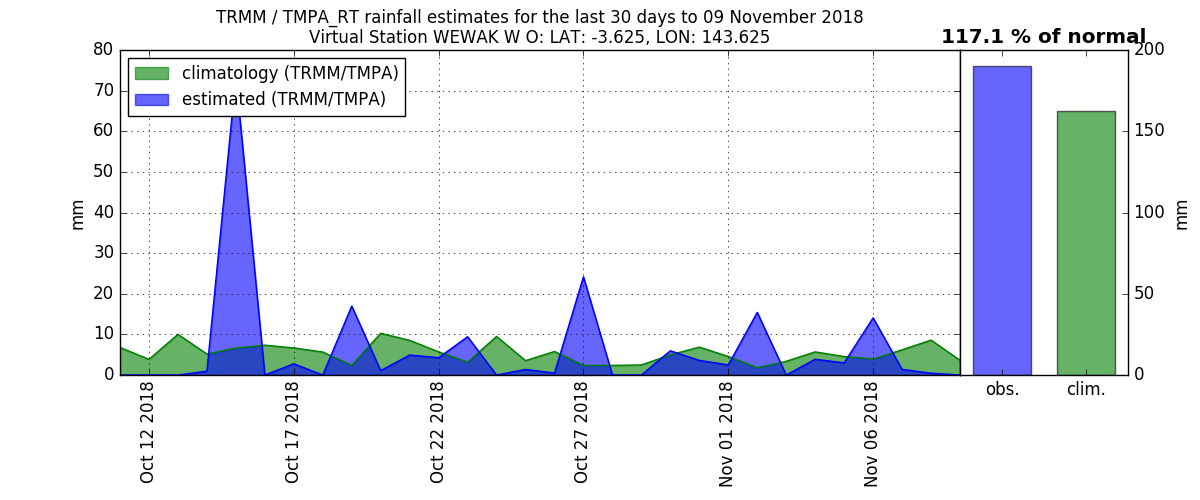 TRMM / TMPA_RT rainfall estimates for the last 30 days to 09 November 2018
Virtual Station WEWAK W O: LAT: -3.625, LON: 143.625
117.1 % of normal
climatology (TRMM/TMPA)
estimated (TRMM/TMPA)
80
70
60
50
40
30
20
10
0
mm
Oct 12 2018
Oct 17 2018
Oct 22 2018
Oct 27 2018
Nov 01 2018
Nov 06 2018
obs.
clim.
200
150
100
50
0
mm